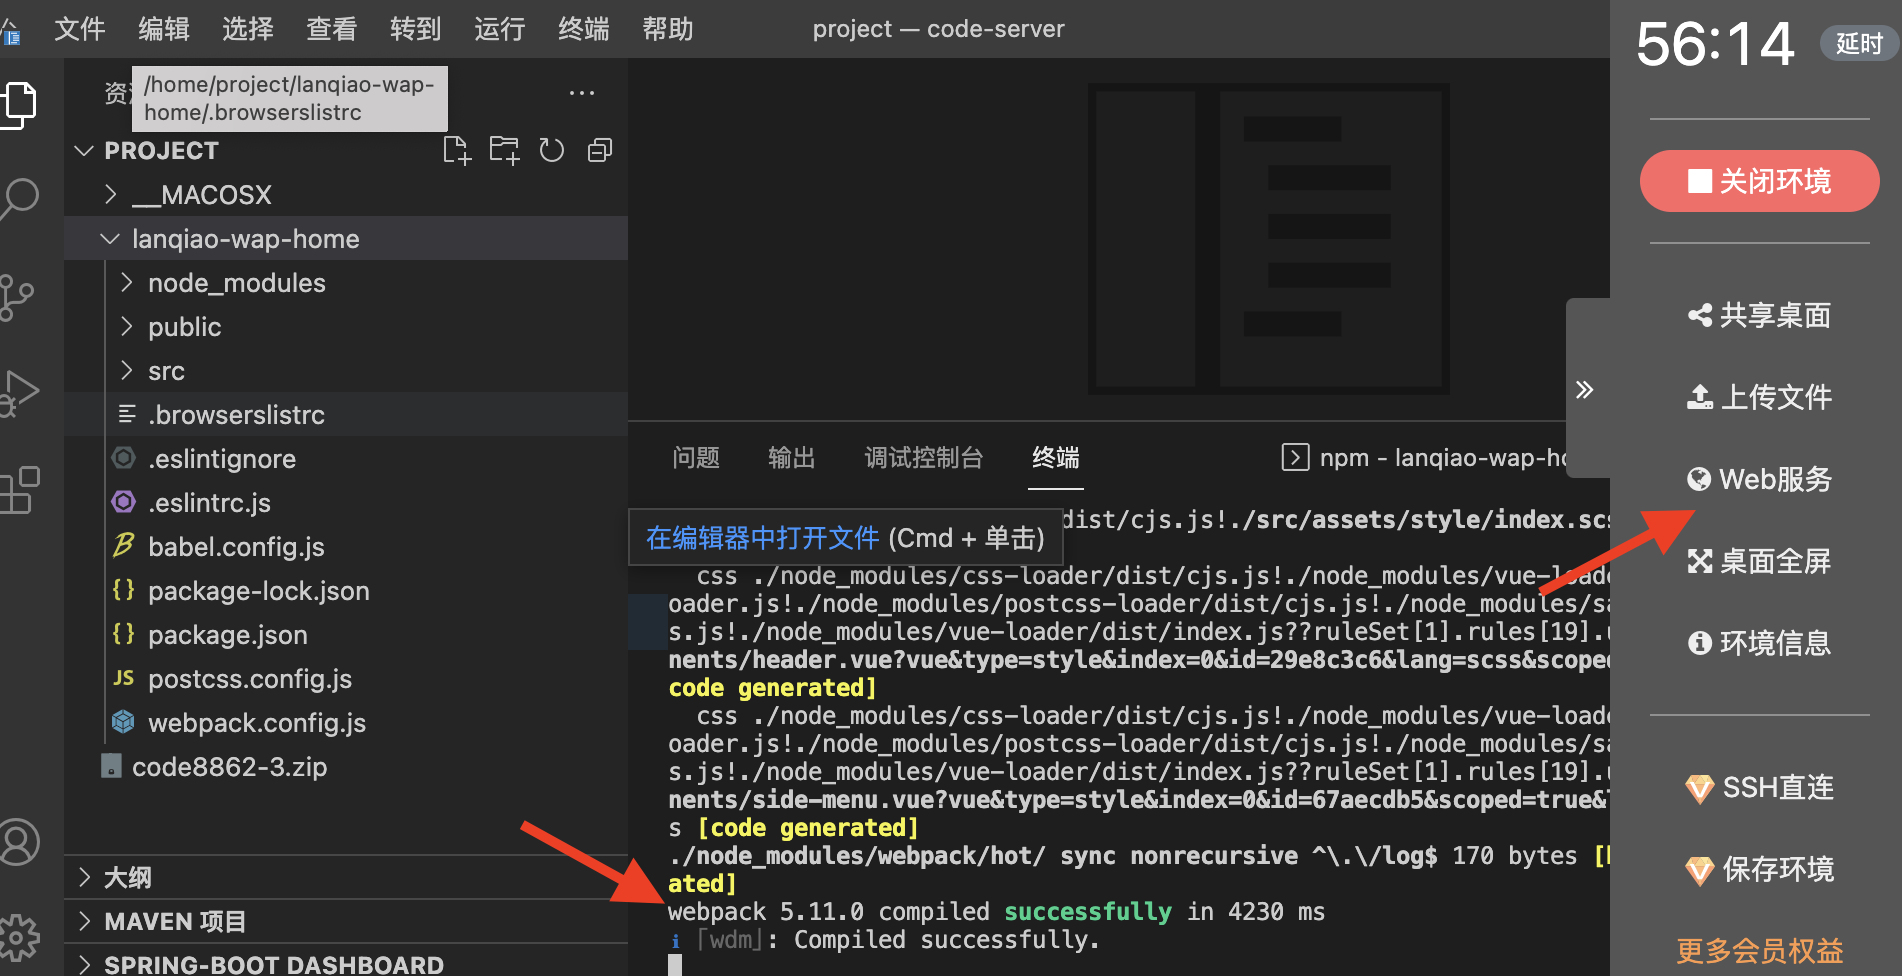 文件 编辑 选择 查看 转到 运行 终端 帮助
project — code-server
56:14
延时
/home/project/lanqiao-wap-
home/.browserslistrc
PROJECT
__MACOSX
lanqiao-wap-home
node_modules
public
src
.browserslistrc
.eslintignore
.eslintrc.js
babel.config.js
package-lock.json
package.json
postcss.config.js
webpack.config.js
code8862-3.zip
大纲
MAVEN 项目
SPRING-BOOT DASHBOARD
问题 输出 调试控制台 终端
npm - lanqiao-wap-ho
dist/cjs.js!./src/assets/style/index.scs
在编辑器中打开文件 (Cmd + 单击)
css ./node_modules/css-loader/dist/cjs.js!./node_modules/vue-loade
oader.js!./node_modules/postcss-loader/dist/cjs.js!./node_modules/sa
s.js!./node_modules/vue-loader/dist/index.js??ruleSet[1].rules[19].u
nents/header.vue?vue&type=style&index=0&id=29e8c3c6&lang=scss&scoped
code generated]
css ./node_modules/css-loader/dist/cjs.js!./node_modules/vue-loade
oader.js!./node_modules/postcss-loader/dist/cjs.js!./node_modules/sa
s.js!./node_modules/vue-loader/dist/index.js??ruleSet[1].rules[19].u
nents/side-menu.vue?vue&type=style&index=0&id=67aecdb5&scoped=true&l
s [code generated]
./node_modules/webpack/hot/ sync nonrecursive ^\.\/log$ 170 bytes [b
ated]
webpack 5.11.0 compiled successfully in 4230 ms
i ｢wdm｣: Compiled successfully.
关闭环境
共享桌面
上传文件
Web服务
桌面全屏
环境信息
SSH直连
保存环境
更多会员权益